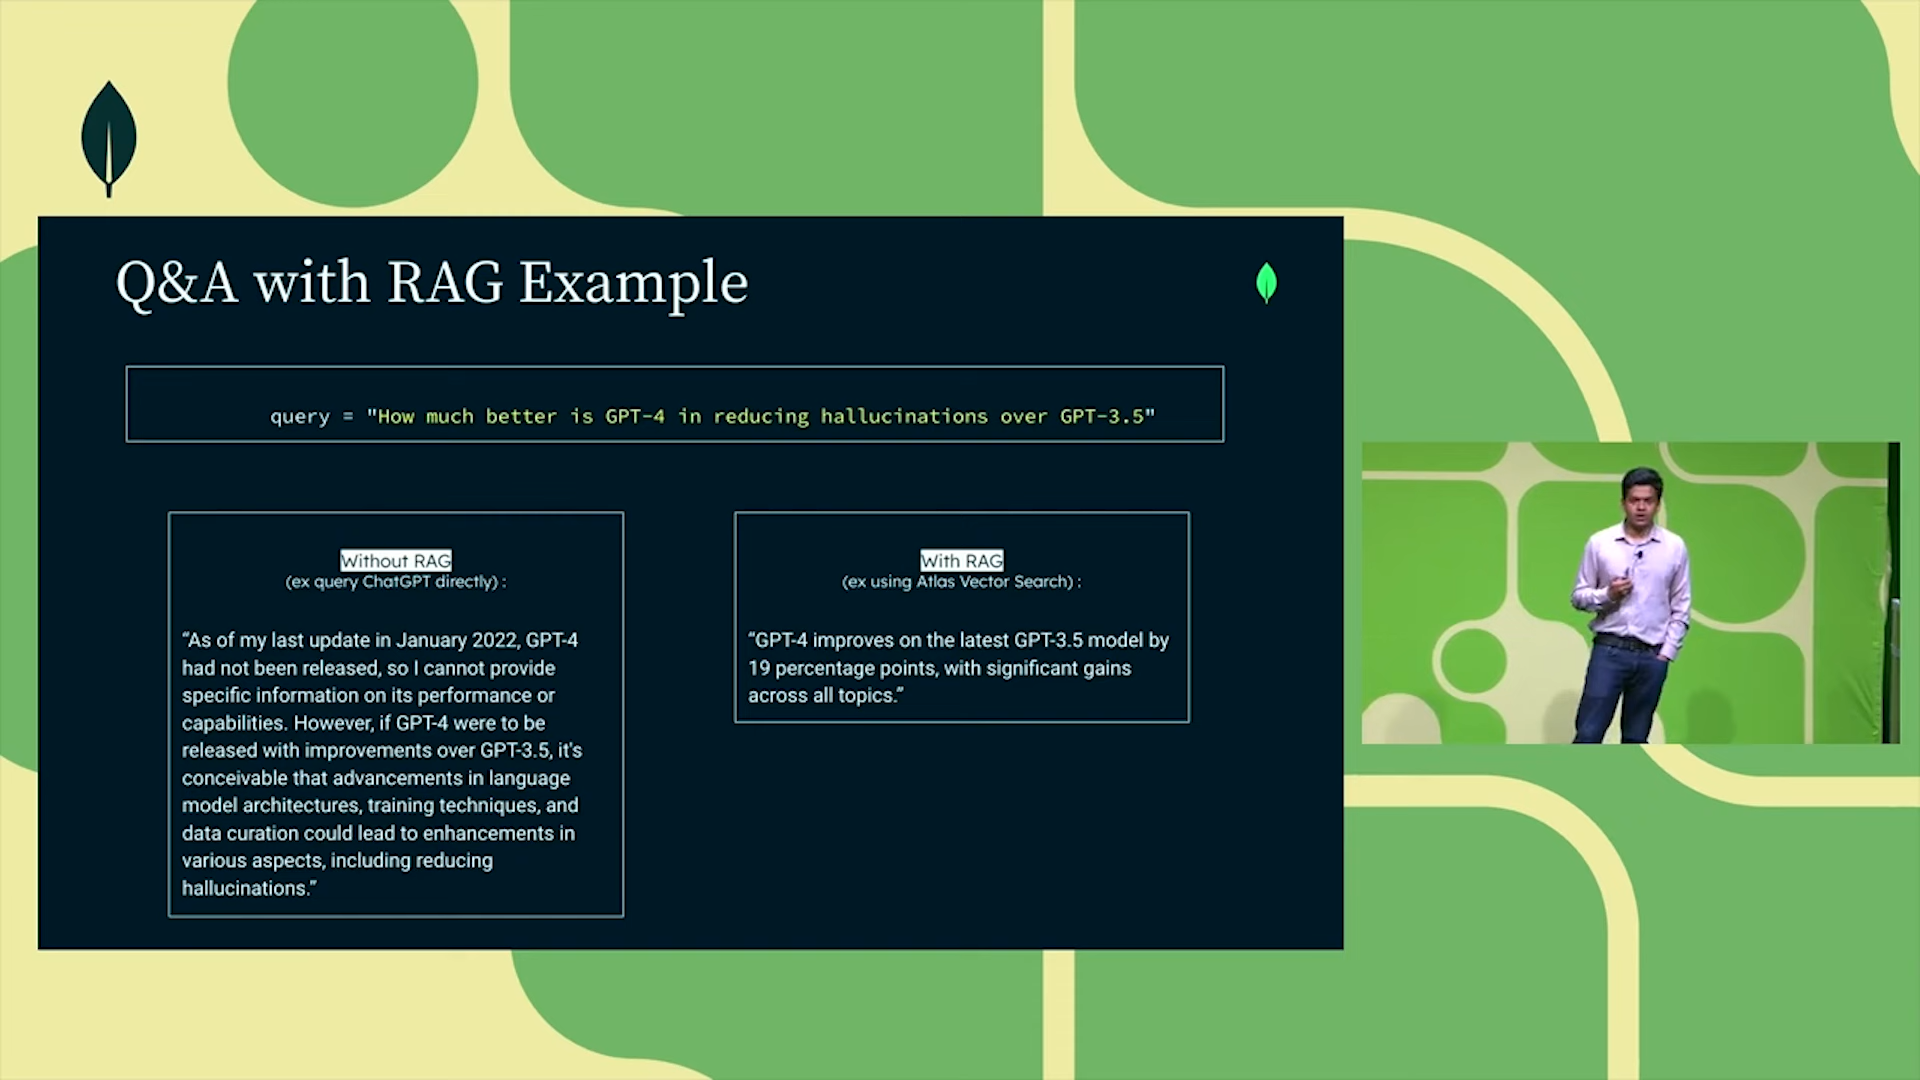 Q&A with RAG Example
query = "How much better is GPT-4 in reducing hallucinations over GPT-3.5"
Without RAG
(ex query ChatGPT directly) :
“As of my last update in January 2022, GPT-4
had not been released, so I cannot provide
specific information on its performance or
capabilities. However, if GPT-4 were to be
released with improvements over GPT-3.5, it's
conceivable that advancements in language
model architectures, training techniques, and
data curation could lead to enhancements in
various aspects, including reducing
hallucinations.”
With RAG
(ex using Atlas Vector Search) :
“GPT-4 improves on the latest GPT-3.5 model by
19 percentage points, with significant gains
across all topics.”